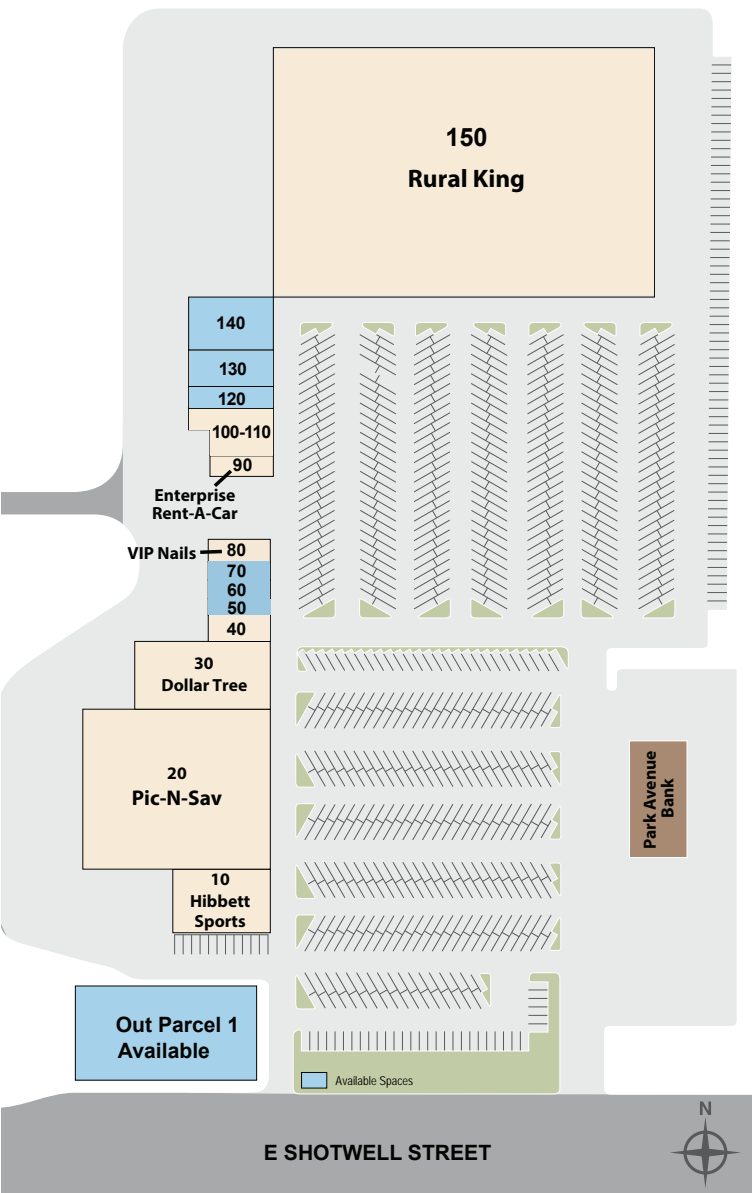 150
Rural King
140
130
120
100-110
90
Enterprise
Rent-A-Car
VIP Nails
80
70
60
50
40
30
Dollar Tree
20
Pic-N-Sav
Park Avenue
Bank
10
Hibbett
Sports
Out Parcel 1
Available
Available Spaces
N
E SHOTWELL STREET